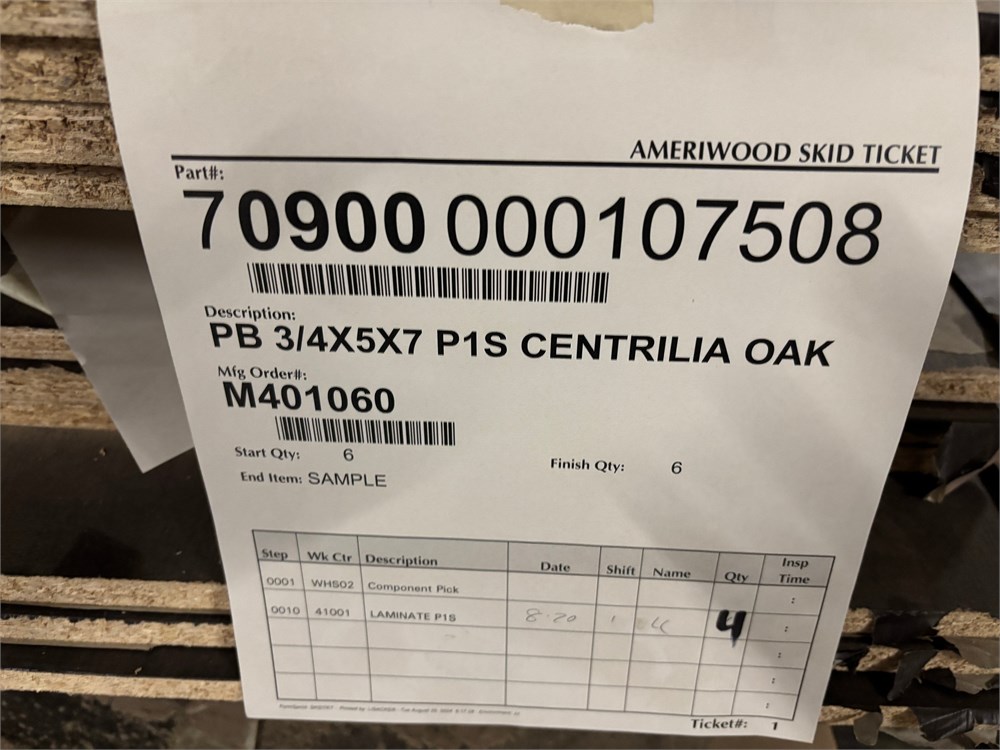 AMERIWOOD SKID TICKET
Part#:
70900000107508
Description:
PB 3/4X5X7 P1S CENTRILIA OAK
Mfg Order#:
M401060
Start Qty: 6 Finish Qty: 6
End Item: SAMPLE
Step Wk Ctr Description Date Shift Name Qty Insp Time
0001 WHS02 Component Pick :
0010 41001 LAMINATE P1S 8-20 1 4 :
:
:
:
Ticket#: 1